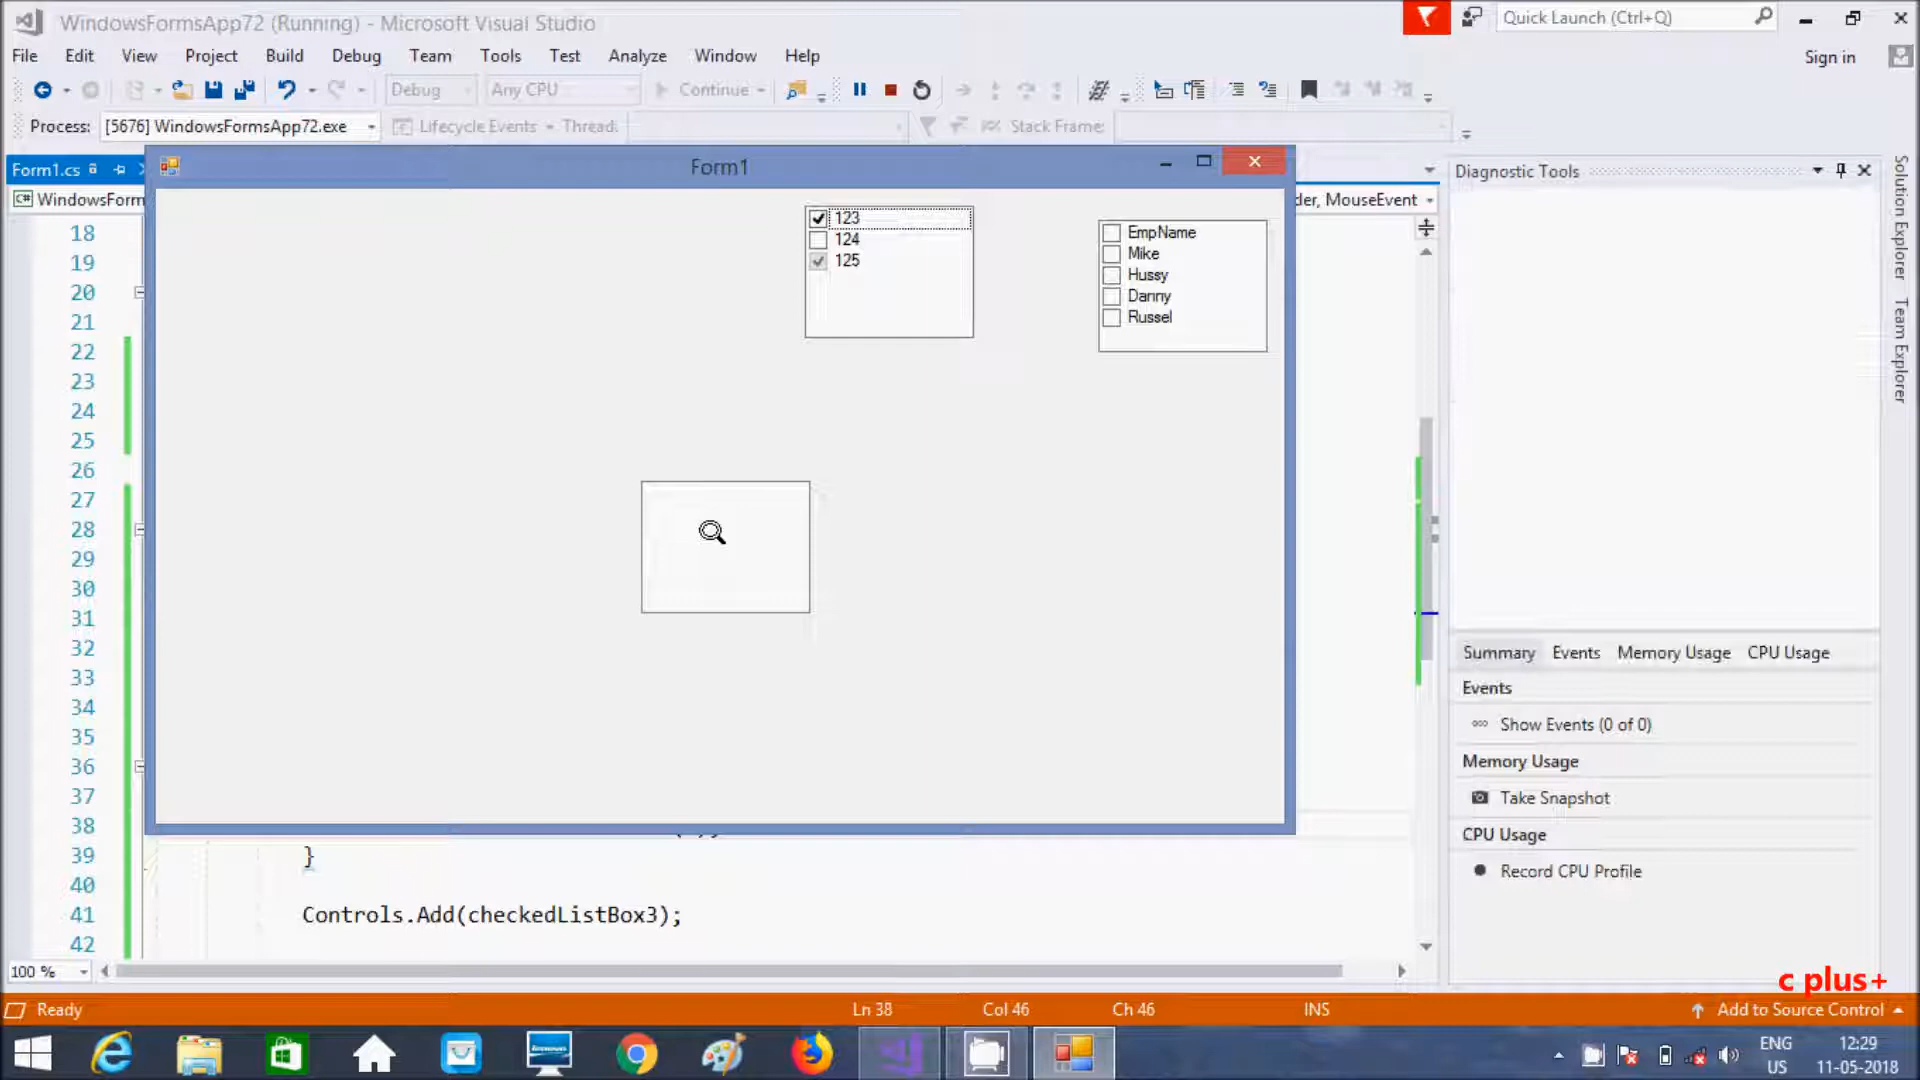 WindowsFormsApp72 (Running) - Microsoft Visual Studio
Quick Launch (Ctrl+Q)
File Edit View Project Build Debug Team Tools Test Analyze Window Help
Sign in
Debug Any CPU Continue
Process: [5676] WindowsFormsApp72.exe Lifecycle Events Thread: Stack Frame:
Form1.cs
Form1
Diagnostic Tools
C# WindowsForm
der, MouseEvent
Solution Explorer
Team Explorer
123
124
125
EmpName
Mike
Hussy
Danny
Russel
18
19
20
21
22
23
24
25
26
27
28
29
30
31
32
33
34
35
36
37
38
39 }
40
41 Controls.Add(checkedListBox3);
42
Summary Events Memory Usage CPU Usage
Events
Show Events (0 of 0)
Memory Usage
Take Snapshot
CPU Usage
Record CPU Profile
100 %
c plus+
Ready Ln 38 Col 46 Ch 46 INS Add to Source Control
ENG 12:29
US 11-05-2018